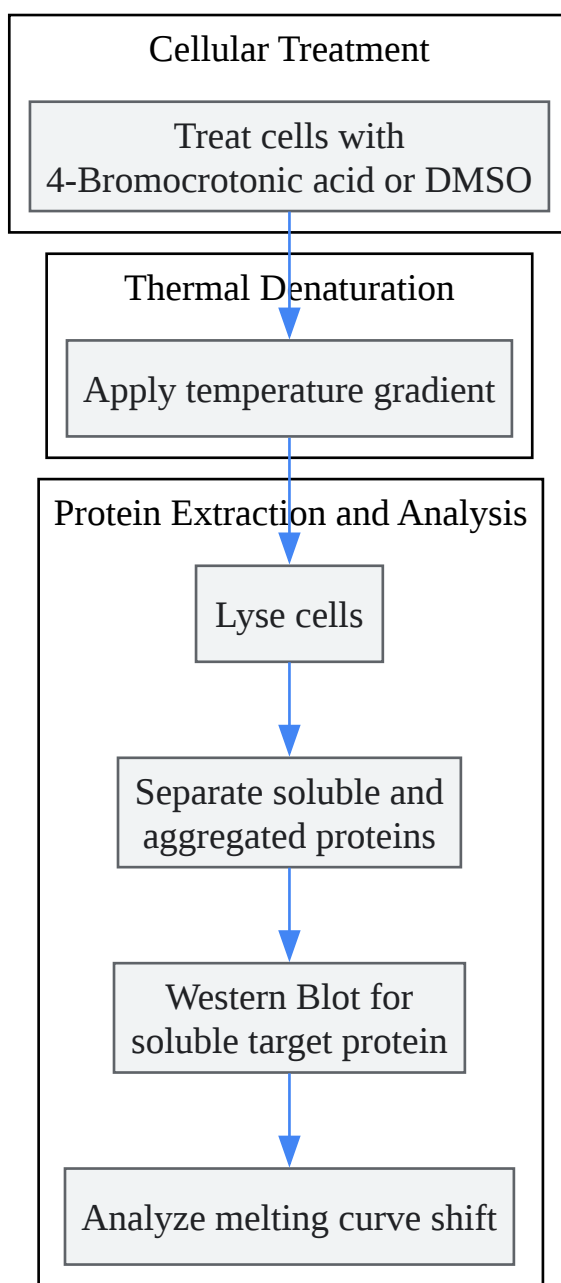 Cellular Treatment
Treat cells with
4-Bromocrotonic acid or DMSO
Thermal Denaturation
Apply temperature gradient
Protein Extraction and Analysis
Lyse cells
Separate soluble and
aggregated proteins
Western Blot for
soluble target protein
Analyze melting curve shift